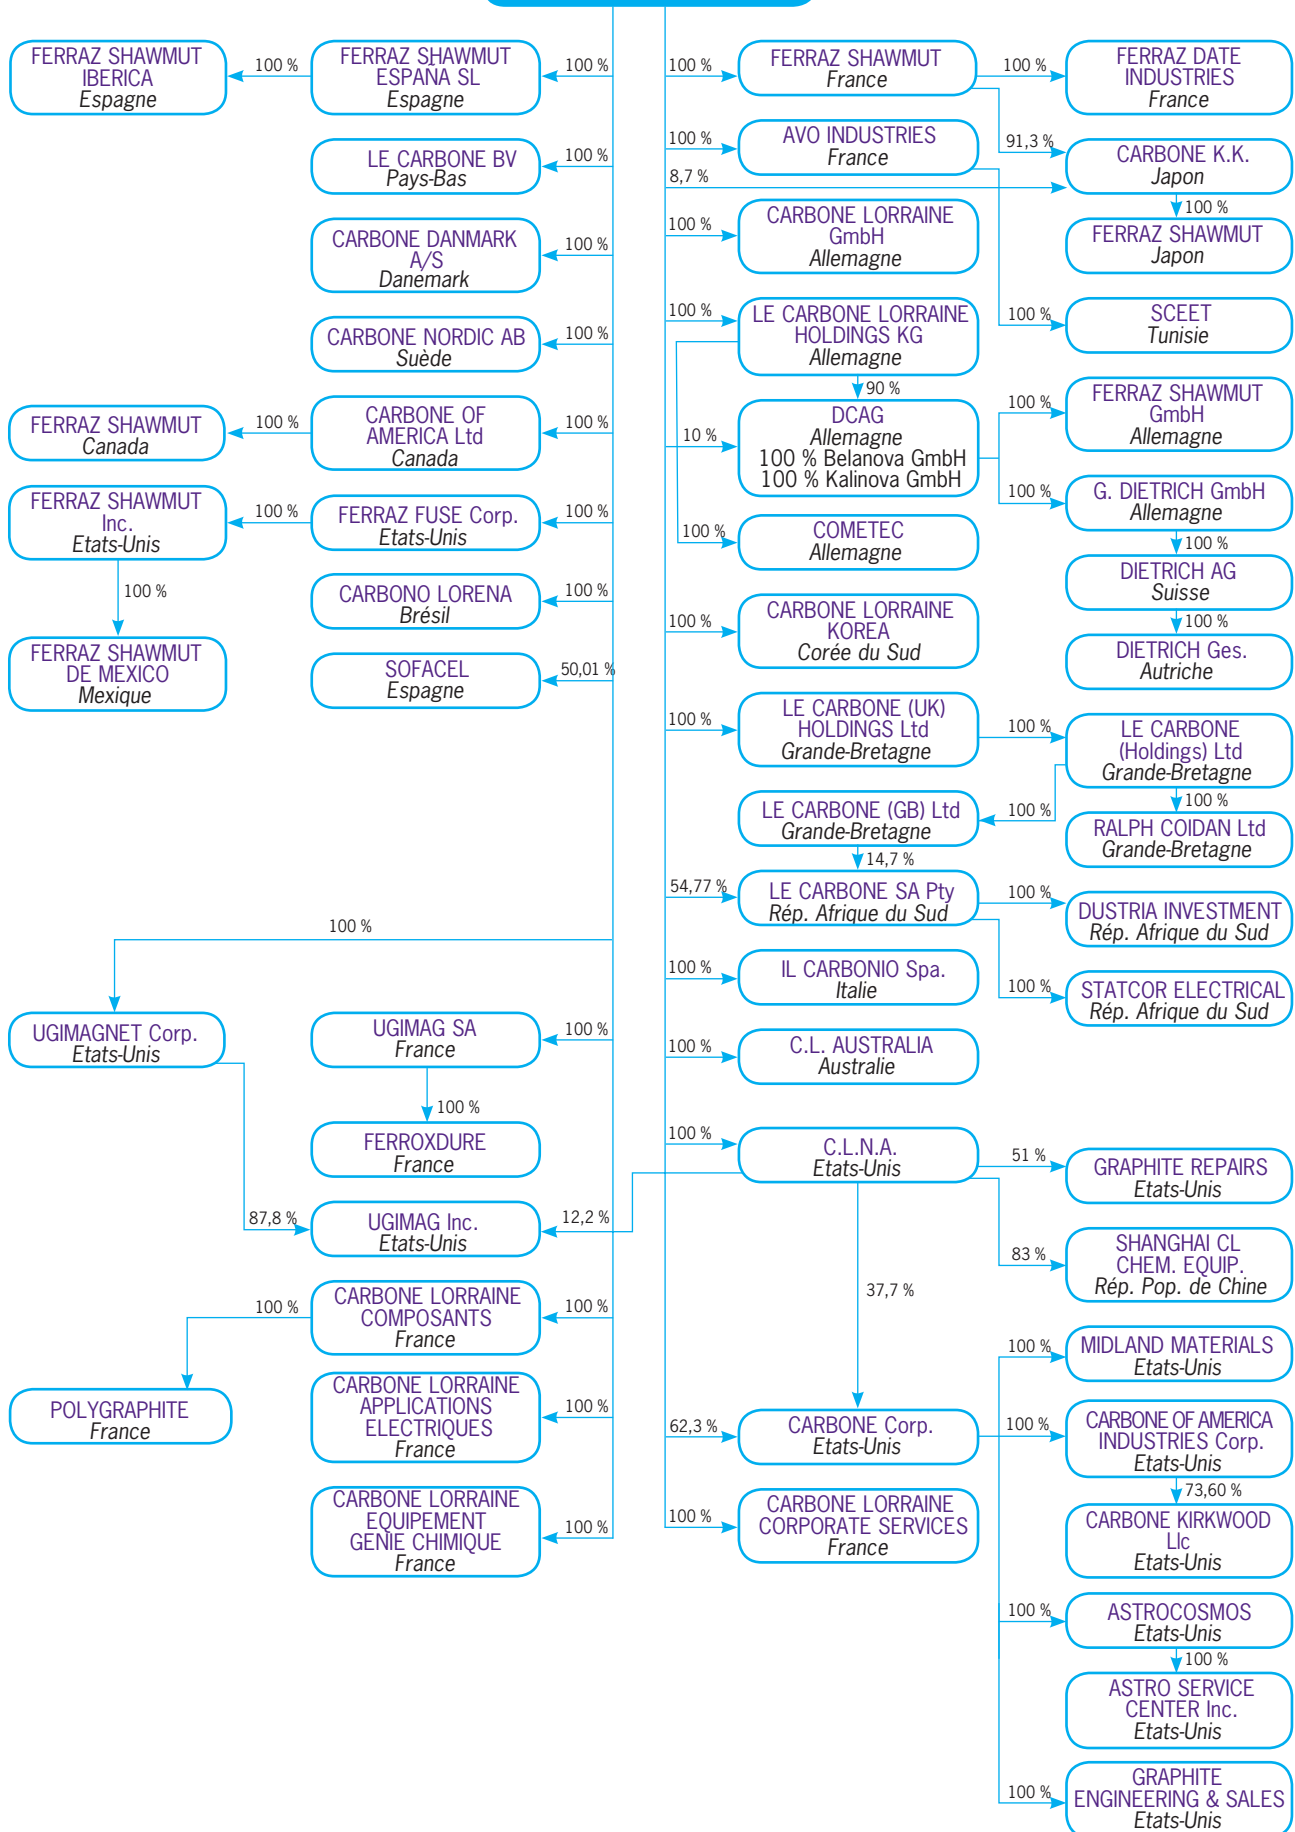 FERRAZ SHAWMUT
IBERICA
Espagne
100 %
FERRAZ SHAWMUT
ESPAÑA SL
Espagne
100 %
LE CARBONE BV
Pays-Bas
100 %
CARBONE DANMARK
A/S
Danemark
100 %
CARBONE NORDIC AB
Suède
100 %
FERRAZ SHAWMUT
Canada
100 %
CARBONE OF
AMERICA Ltd
Canada
100 %
FERRAZ SHAWMUT
Inc.
Etats-Unis
100 %
FERRAZ FUSE Corp.
Etats-Unis
100 %
100 %
FERRAZ SHAWMUT
DE MEXICO
Mexique
CARBONO LORENA
Brésil
100 %
SOFACEL
Espagne
50,01 %
100 %
UGIMAGNET Corp.
Etats-Unis
UGIMAG SA
France
100 %
100 %
FERROXDURE
France
87,8 %
UGIMAG Inc.
Etats-Unis
12,2 %
100 %
CARBONE LORRAINE
COMPOSANTS
France
100 %
POLYGRAPHITE
France
CARBONE LORRAINE
APPLICATIONS
ELECTRIQUES
France
100 %
CARBONE LORRAINE
EQUIPEMENT
GENIE CHIMIQUE
France
100 %
100 %
FERRAZ SHAWMUT
France
100 %
FERRAZ DATE
INDUSTRIES
France
100 %
AVO INDUSTRIES
France
91,3 %
8,7 %
CARBONE K.K.
Japon
100 %
FERRAZ SHAWMUT
Japon
100 %
CARBONE LORRAINE
GmbH
Allemagne
100 %
LE CARBONE LORRAINE
HOLDINGS KG
Allemagne
100 %
SCEET
Tunisie
90 %
10 %
DCAG
Allemagne
100 % Belanova GmbH
100 % Kalinova GmbH
100 %
FERRAZ SHAWMUT
GmbH
Allemagne
100 %
G. DIETRICH GmbH
Allemagne
100 %
COMETEC
Allemagne
100 %
DIETRICH AG
Suisse
100 %
DIETRICH Ges.
Autriche
100 %
CARBONE LORRAINE
KOREA
Corée du Sud
100 %
LE CARBONE (UK)
HOLDINGS Ltd
Grande-Bretagne
100 %
LE CARBONE
(Holdings) Ltd
Grande-Bretagne
LE CARBONE (GB) Ltd
Grande-Bretagne
100 %
100 %
RALPH COIDAN Ltd
Grande-Bretagne
14,7 %
54,77 %
LE CARBONE SA Pty
Rép. Afrique du Sud
100 %
DUSTRIA INVESTMENT
Rép. Afrique du Sud
100 %
IL CARBONIO Spa.
Italie
100 %
STATCOR ELECTRICAL
Rép. Afrique du Sud
100 %
C.L. AUSTRALIA
Australie
100 %
C.L.N.A.
Etats-Unis
51 %
GRAPHITE REPAIRS
Etats-Unis
83 %
SHANGHAI CL
CHEM. EQUIP.
Rép. Pop. de Chine
37,7 %
100 %
MIDLAND MATERIALS
Etats-Unis
62,3 %
CARBONE Corp.
Etats-Unis
100 %
CARBONE OF AMERICA
INDUSTRIES Corp.
Etats-Unis
73,60 %
CARBONE KIRKWOOD
Llc
Etats-Unis
100 %
CARBONE LORRAINE
CORPORATE SERVICES
France
100 %
ASTROCOSMOS
Etats-Unis
100 %
ASTRO SERVICE
CENTER Inc.
Etats-Unis
100 %
GRAPHITE
ENGINEERING & SALES
Etats-Unis